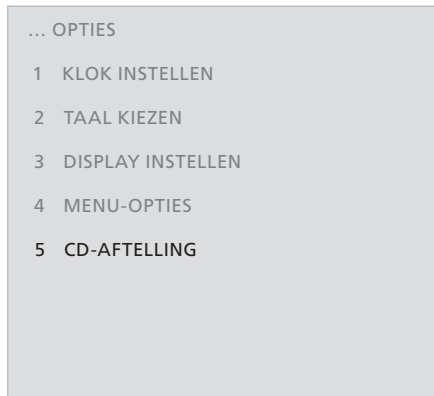 ... OPTIES
1 KLOK INSTELLEN
2 TAAL KIEZEN
3 DISPLAY INSTELLEN
4 MENU-OPTIES
5 CD-AFTELLING